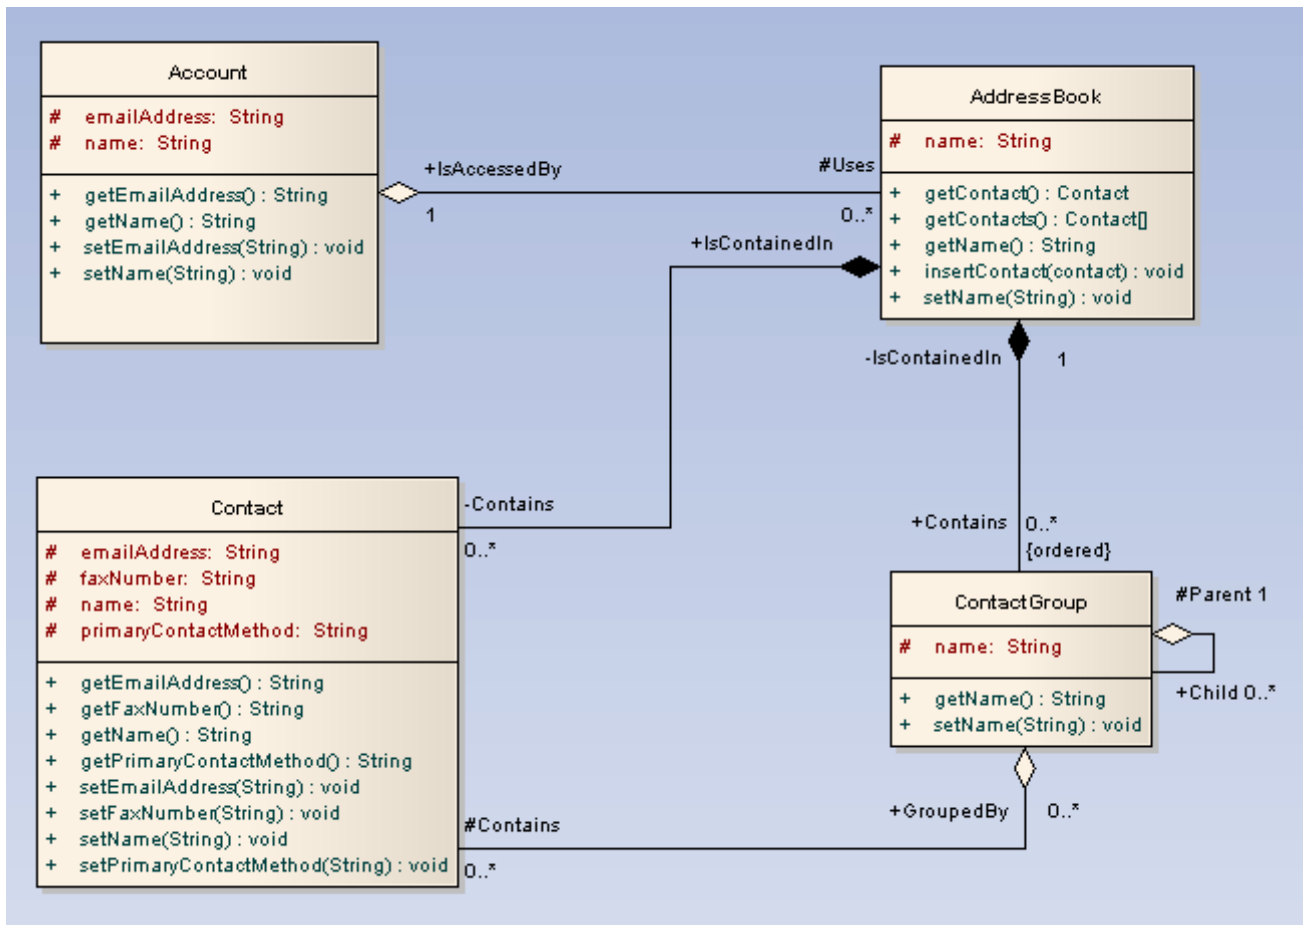 Account
# emailAddress: String
# name: String
+ getEmailAddress() : String
+ getName() : String
+ setEmailAddress(String) : void
+ setName(String) : void
+IsAccessedBy
1
#Uses
0..*
AddressBook
# name: String
+ getContact() : Contact
+ getContacts() : Contact[]
+ getName() : String
+ insertContact(contact) : void
+ setName(String) : void
+IsContainedIn
-IsContainedIn
1
Contact
# emailAddress: String
# faxNumber: String
# name: String
# primaryContactMethod: String
+ getEmailAddress() : String
+ getFaxNumber() : String
+ getName() : String
+ getPrimaryContactMethod() : String
+ setEmailAddress(String) : void
+ setFaxNumber(String) : void
+ setName(String) : void
+ setPrimaryContactMethod(String) : void
-Contains
0..*
+Contains
0..*
{ordered}
ContactGroup
# name: String
+ getName() : String
+ setName(String) : void
#Parent 1
+Child 0..*
+GroupedBy
0..*
#Contains
0..*